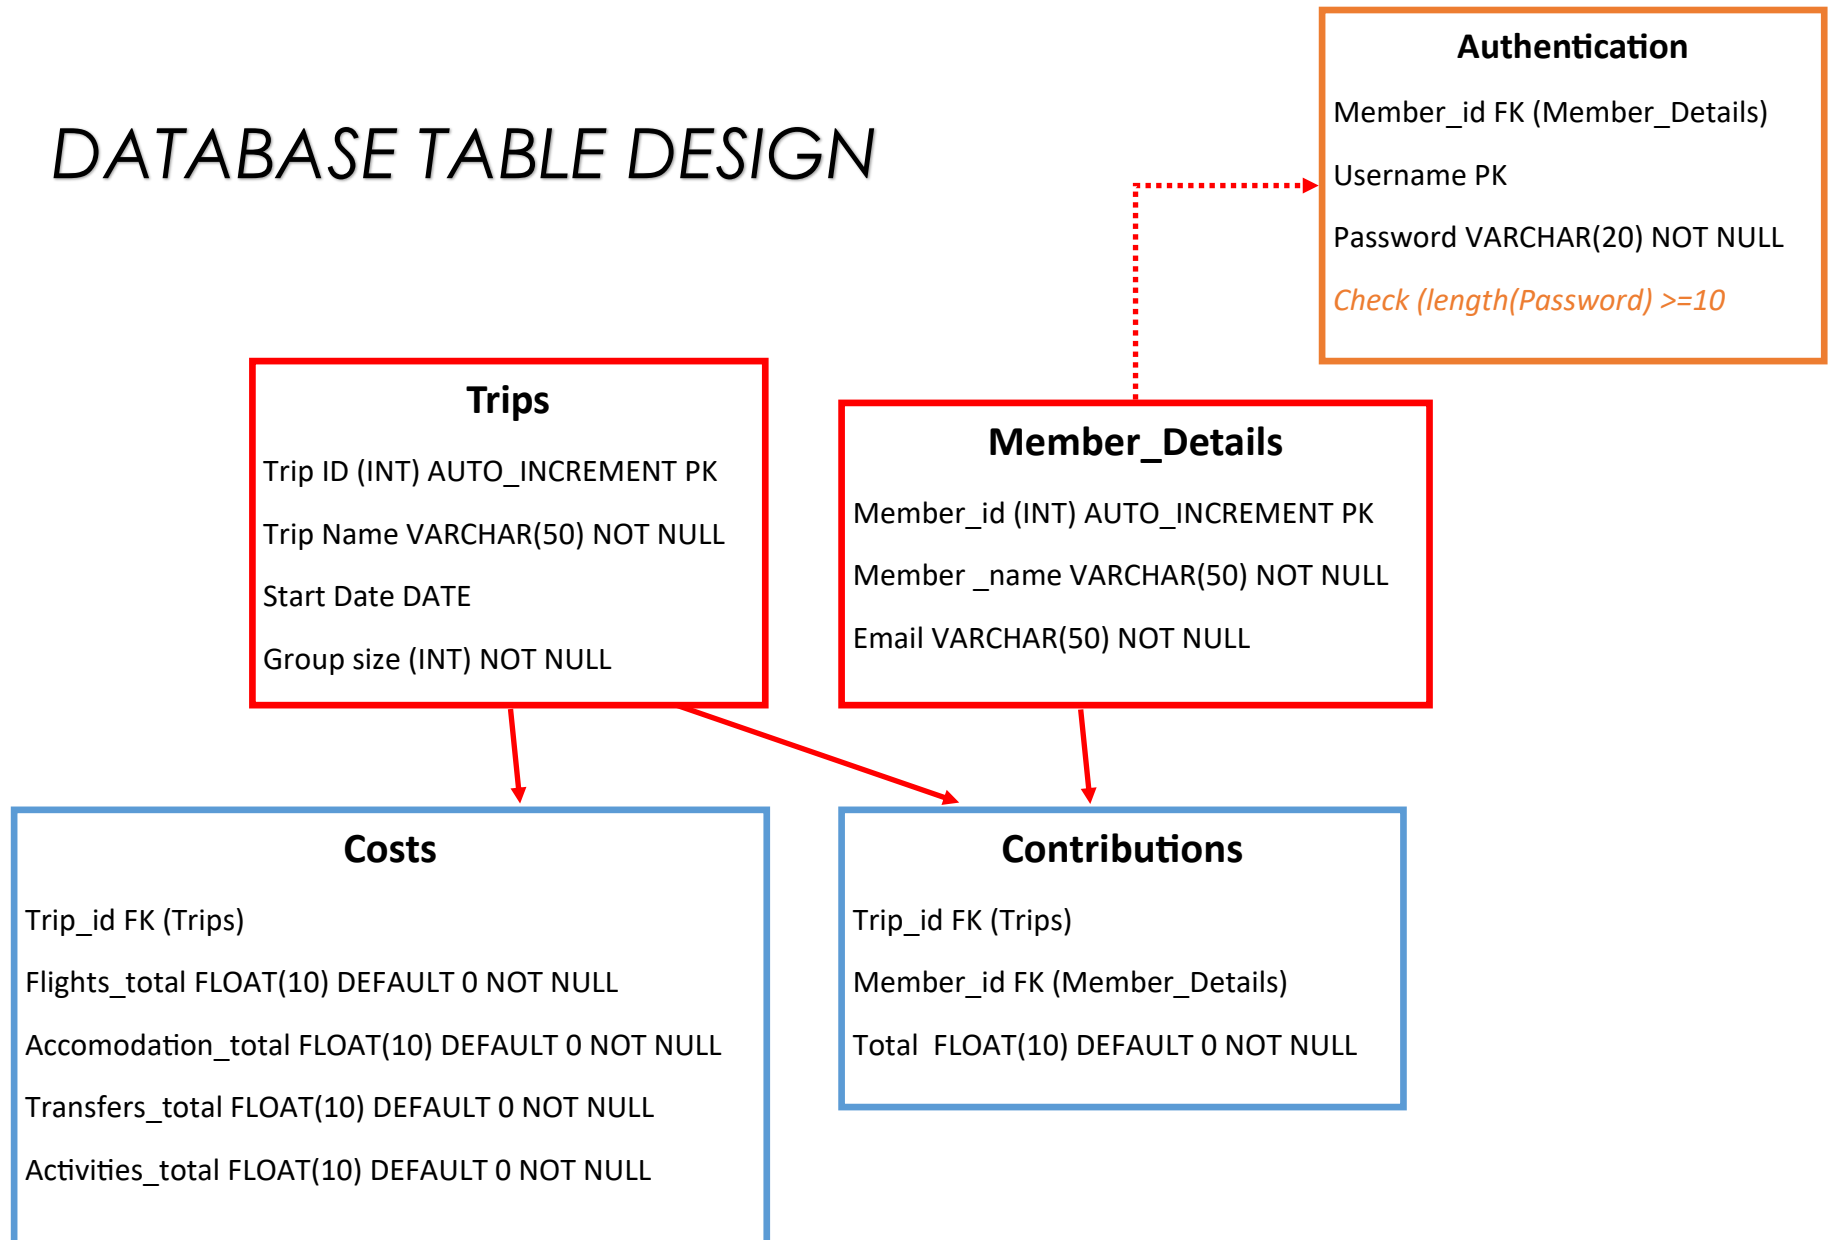 DATABASE TABLE DESIGN
Authentication
Member_id FK (Member_Details)
Username PK
Password VARCHAR(20) NOT NULL
Check (length(Password) >=10
Trips
Trip ID (INT) AUTO_INCREMENT PK
Trip Name VARCHAR(50) NOT NULL
Start Date DATE
Group size (INT) NOT NULL
Member_Details
Member_id (INT) AUTO_INCREMENT PK
Member _name VARCHAR(50) NOT NULL
Email VARCHAR(50) NOT NULL
Costs
Trip_id FK (Trips)
Flights_total FLOAT(10) DEFAULT 0 NOT NULL
Accomodation_total FLOAT(10) DEFAULT 0 NOT NULL
Transfers_total FLOAT(10) DEFAULT 0 NOT NULL
Activities_total FLOAT(10) DEFAULT 0 NOT NULL
Contributions
Trip_id FK (Trips)
Member_id FK (Member_Details)
Total  FLOAT(10) DEFAULT 0 NOT NULL